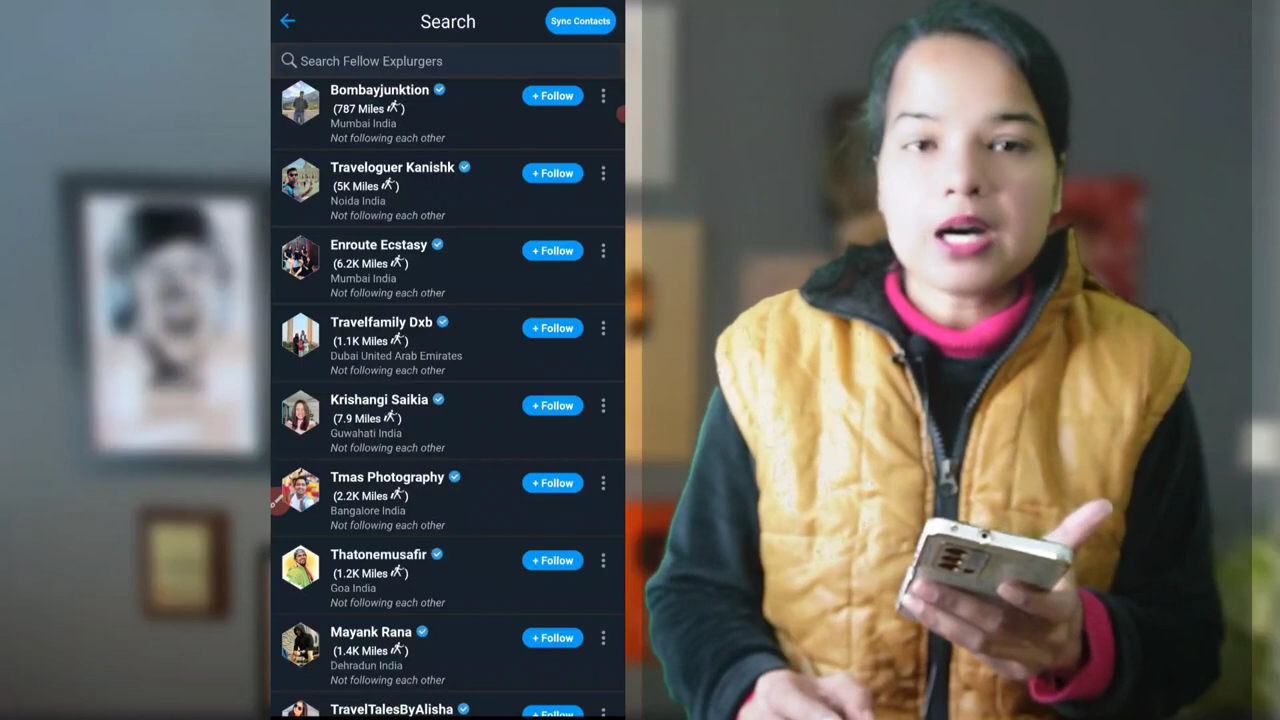 Search
Sync Contacts
Search Fellow Explurgers
Bombayjunktion
(787 Miles)
Mumbai India
Not following each other
+ Follow
Traveloguer Kanishk
(5K Miles)
Noida India
Not following each other
+ Follow
Enroute Ecstasy
(6.2K Miles)
Mumbai India
Not following each other
+ Follow
Travelfamily Dxb
(1.1K Miles)
Dubai United Arab Emirates
Not following each other
+ Follow
Krishangi Saikia
(7.9 Miles)
Guwahati India
Not following each other
+ Follow
Tmas Photography
(2.2K Miles)
Bangalore India
Not following each other
+ Follow
Thatonemusafir
(1.2K Miles)
Goa India
Not following each other
+ Follow
Mayank Rana
(1.4K Miles)
Dehradun India
Not following each other
+ Follow
TravelTalesByAlisha
+ Follow